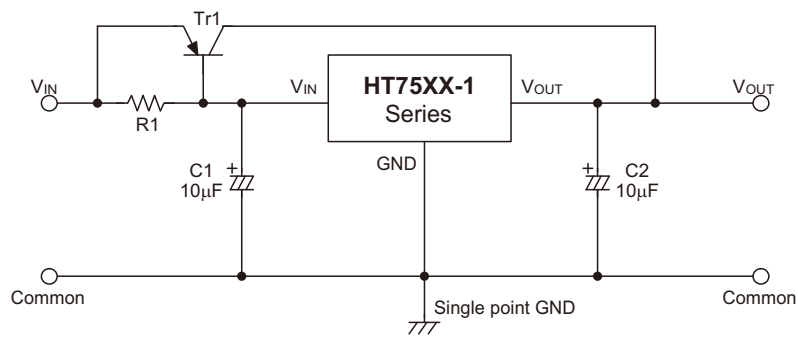 Tr1
VIN
R1
VIN
HT75XX-1
Series
VOUT
VOUT
GND
C1
+
10μF
C2
+
10μF
Common
Single point GND
Common